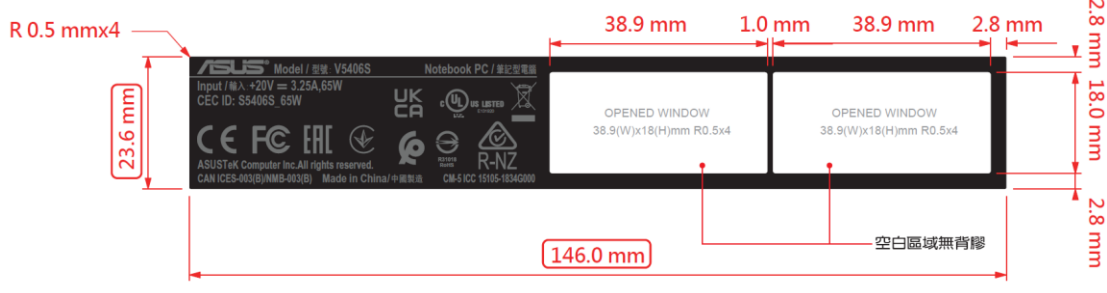 38.9 mm 1.0 mm 38.9 mm 2.8 mm
R 0.5 mmx4
2.8 mm
18.0 mm
2.8 mm
23.6 mm
ASUS Model / 型號: V5406S Notebook PC / 筆記型電腦
Input / 輸入: +20V ⎓ 3.25A,65W
CEC ID: S5406S_65W
UK CA
c UL US LISTED
CE FC EAC
R31018
RoHS
R-NZ
ASUSTeK Computer Inc.All rights reserved.
CAN ICES-003(B)/NMB-003(B) Made in China/中國製造 CM-5 ICC 15105-1834G000
OPENED WINDOW
38.9(W)x18(H)mm R0.5x4
OPENED WINDOW
38.9(W)x18(H)mm R0.5x4
空白區域無背膠
146.0 mm